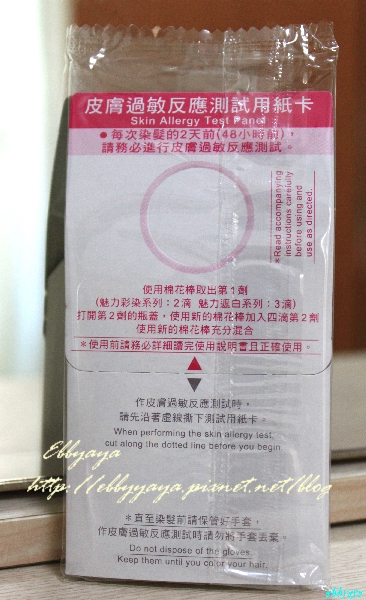 皮膚過敏反應測試用紙卡
Skin Allergy Test Panel
●每次染髮的2天前(48小時前),
請務必進行皮膚過敏反應測試。
*Read accompanying
instructions carefully
before using and
use as directed.
使用棉花棒取出第1劑
(魅力彩染系列:2滴 魅力遮白系列:3滴)
打開第2劑的瓶蓋,使用新的棉花棒加入四滴第2劑
使用新的棉花棒充分混合
*使用前請務必詳細讀完使用說明書且正確使用。
作皮膚過敏反應測試時,
請先沿著虛線撕下測試用紙卡。
When performing the skin allergy test,
cut along the dotted line before you begin
Ebbyaya
http://ebbyyaya.pixnet.net/blog
*直至染髮前請保管好手套,
作皮膚過敏反應測試時請勿將手套丟棄。
Do not dispose of the gloves.
Keep them until you color your hair.